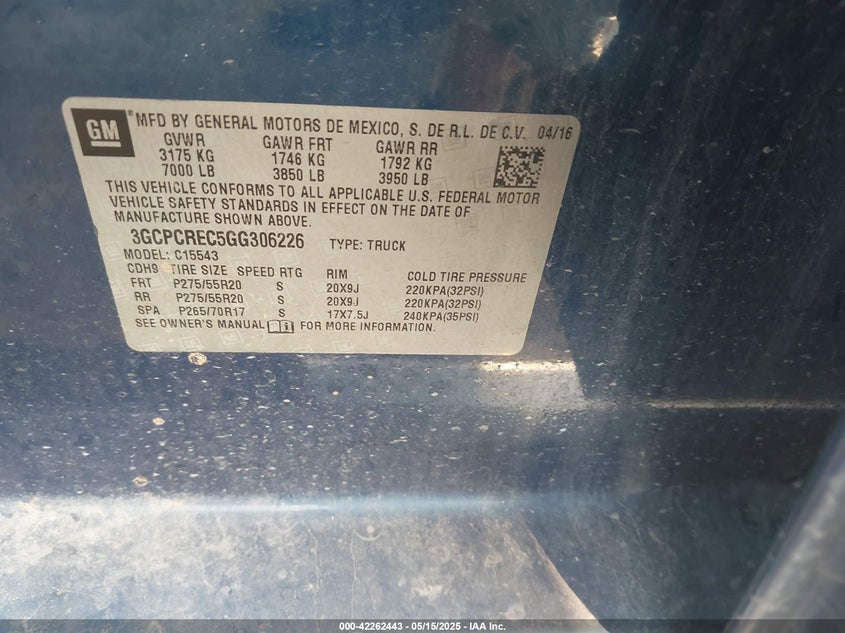 GM
® MFD BY GENERAL MOTORS DE MEXICO, S. DE R.L. DE C.V. 04/16
GVWR GAWR FRT GAWR RR
3175 KG 1746 KG 1792 KG
7000 LB 3850 LB 3950 LB
THIS VEHICLE CONFORMS TO ALL APPLICABLE U.S. FEDERAL MOTOR
VEHICLE SAFETY STANDARDS IN EFFECT ON THE DATE OF
MANUFACTURE SHOWN ABOVE.
3GCPCREC5GG306226 TYPE: TRUCK
MODEL: C15543
CDH9 TIRE SIZE SPEED RTG RIM COLD TIRE PRESSURE
FRT P275/55R20 S 20X9J 220KPA(32PSI)
RR P275/55R20 S 20X9J 220KPA(32PSI)
SPA P265/70R17 S 17X7.5J 240KPA(35PSI)
SEE OWNER'S MANUAL FOR MORE INFORMATION.
000-42262443 - 05/15/2025 - IAA Inc.